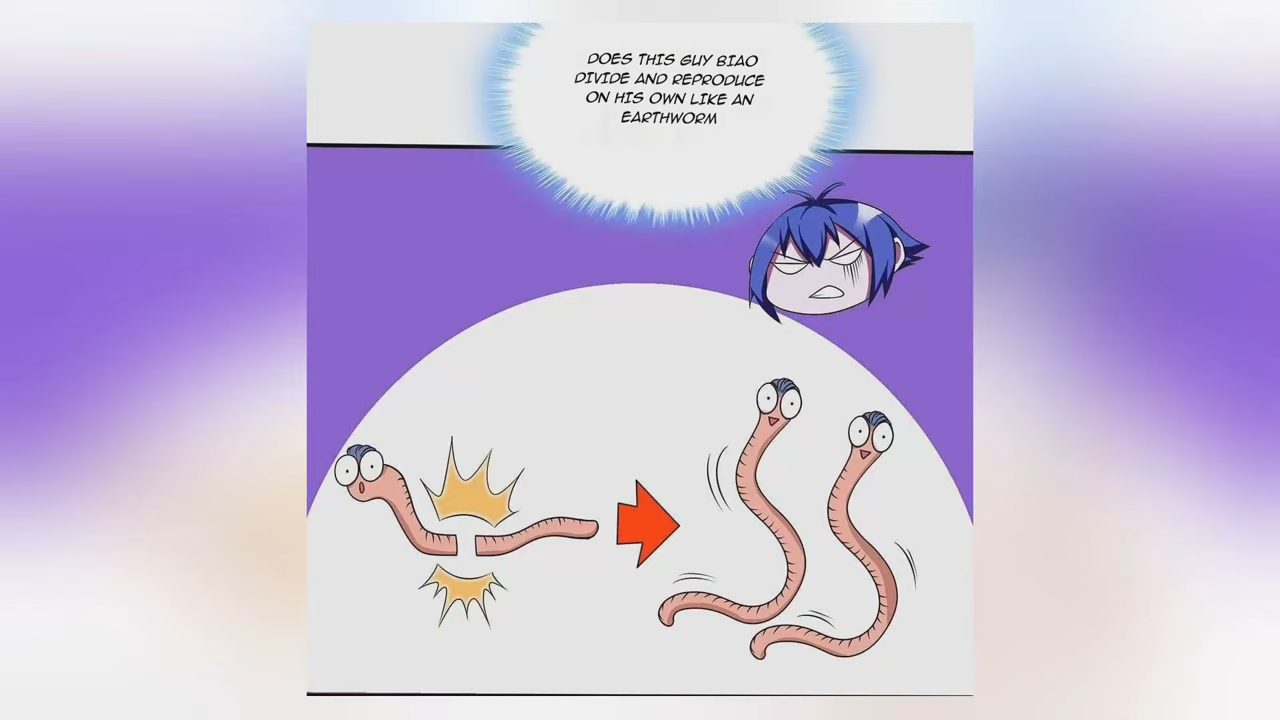 DOES THIS GUY BIAO
DIVIDE AND REPRODUCE
ON HIS OWN LIKE AN
EARTHWORM